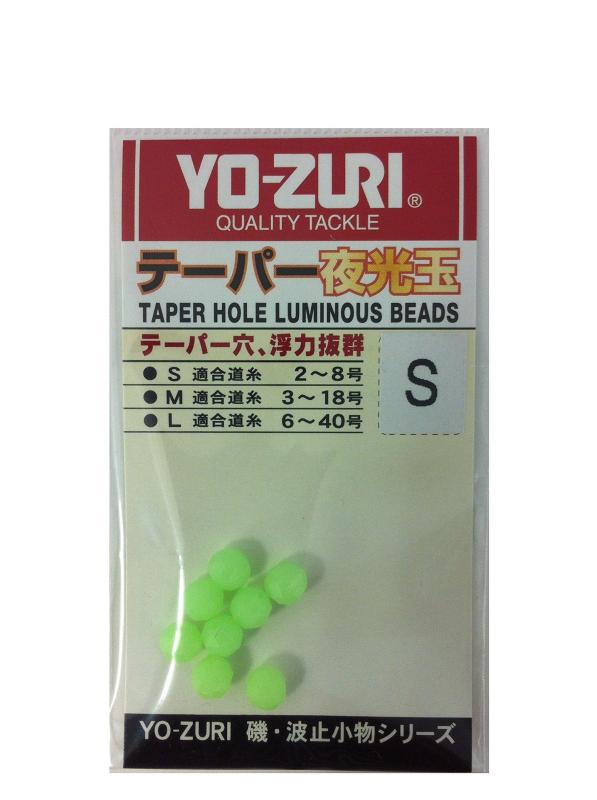 YO-ZURI®
QUALITY TACKLE
テーパー夜光玉
TAPER HOLE LUMINOUS BEADS
テーパー穴、浮力抜群
● S 適合道糸 2～8号
● M 適合道糸 3～18号
● L 適合道糸 6～40号
S
YO-ZURI 磯・波止小物シリーズ